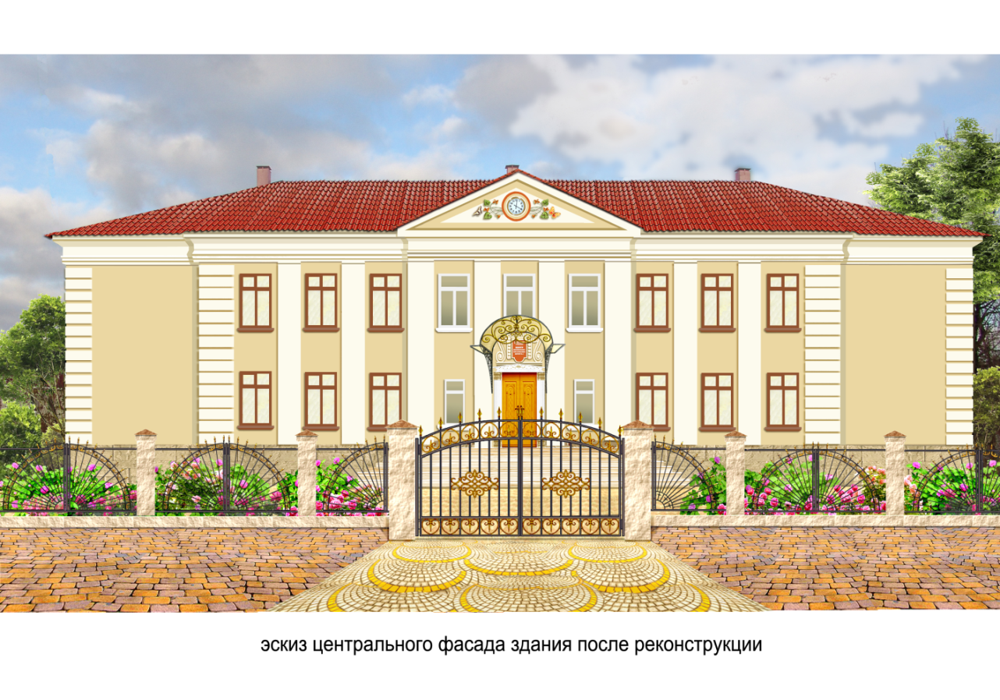 эскиз центрального фасада здания после реконструкции